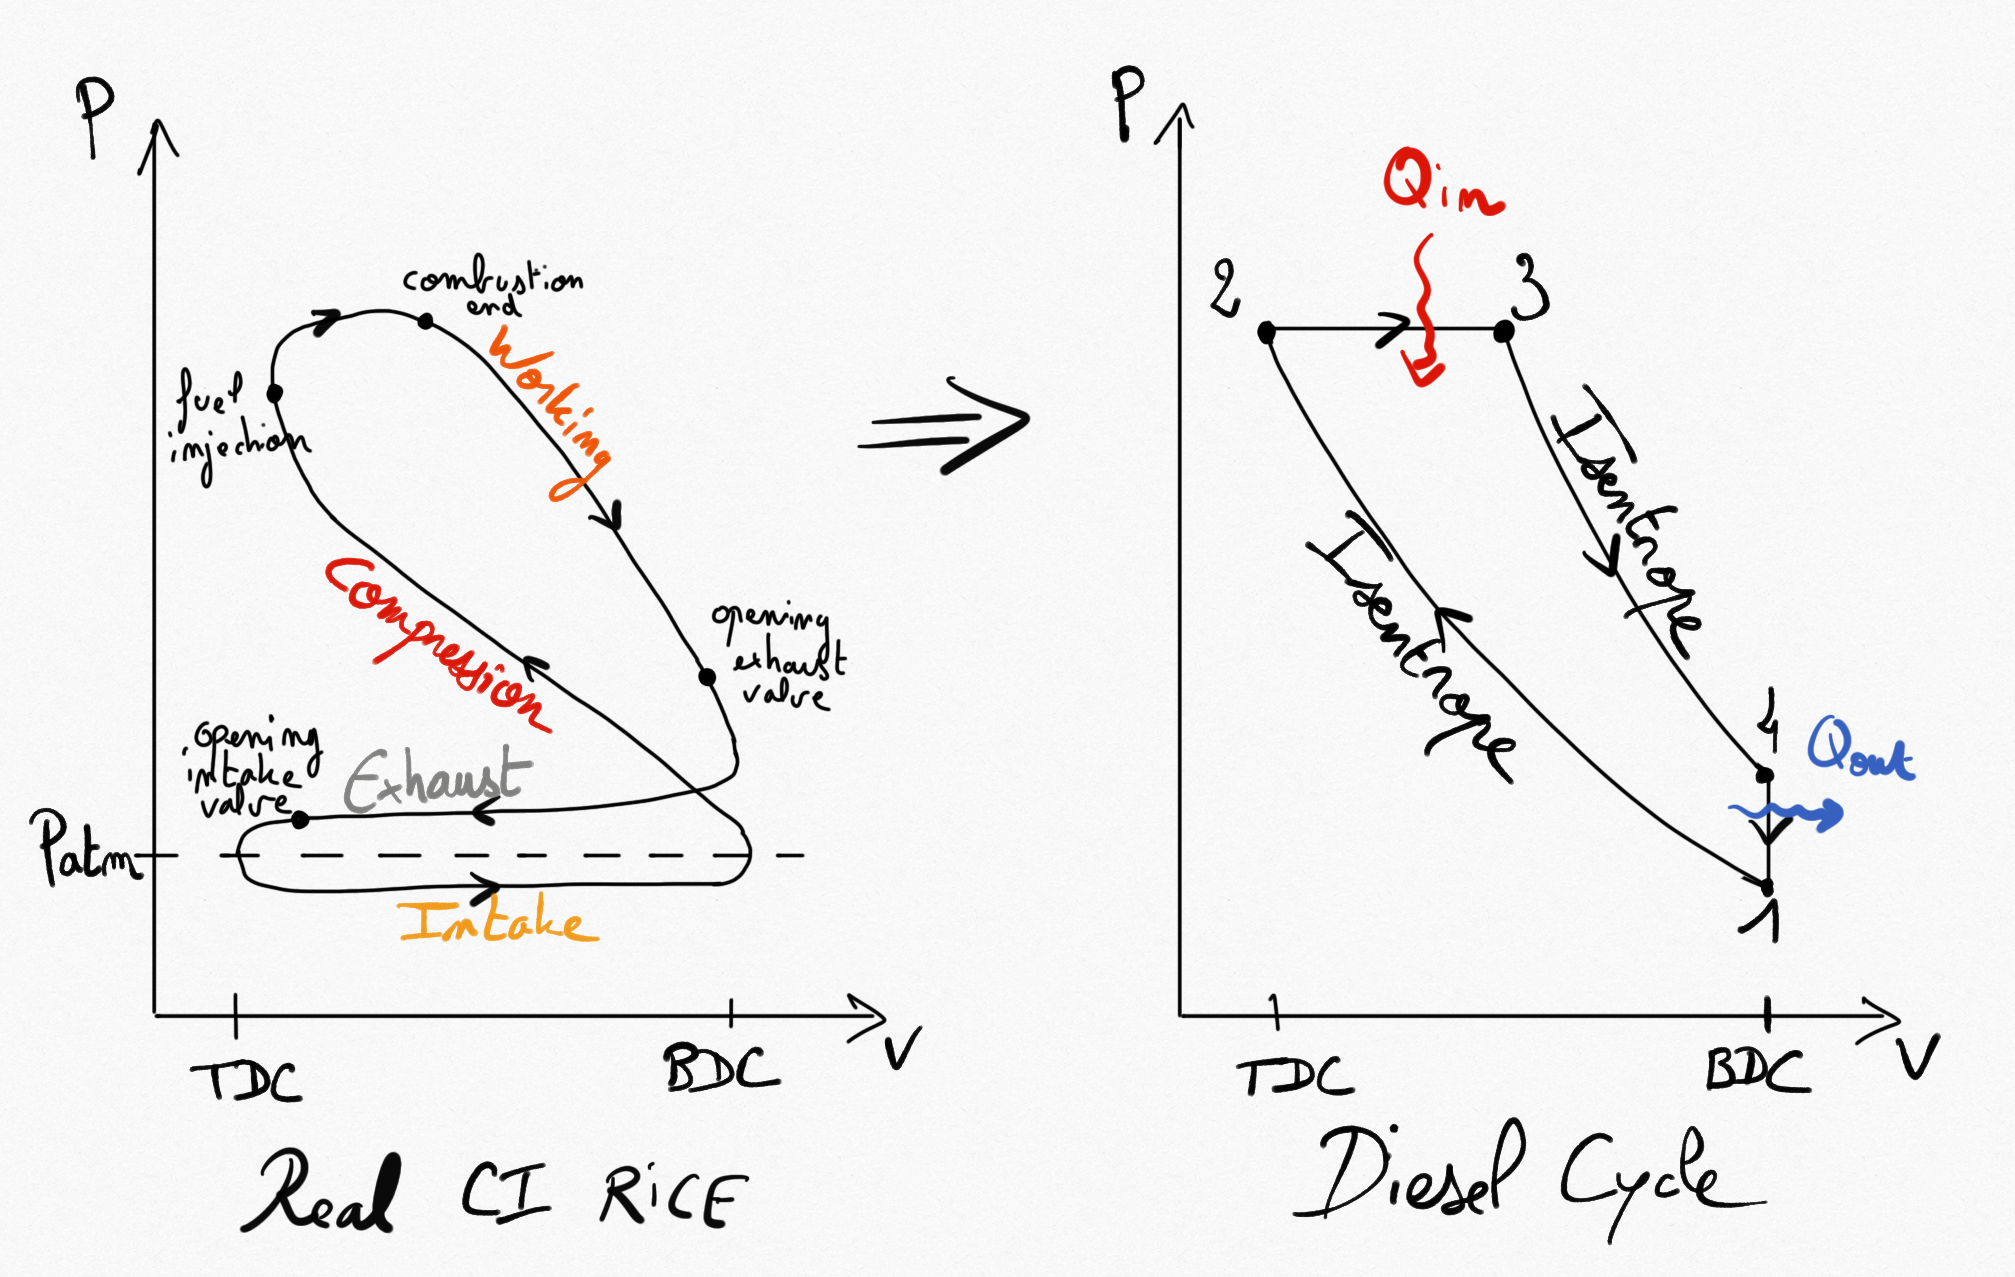 P
combustion
end
Working
fuel
injection
Compression
opening
exhaust
valve
opening
intake
valve
Exhaust
Patm
Intake
TDC
BDC
V
Real CI RiCE
P
Qin
2
3
Isentrope
Isentrope
4
Qout
1
TDC
BDC
V
Diesel Cycle